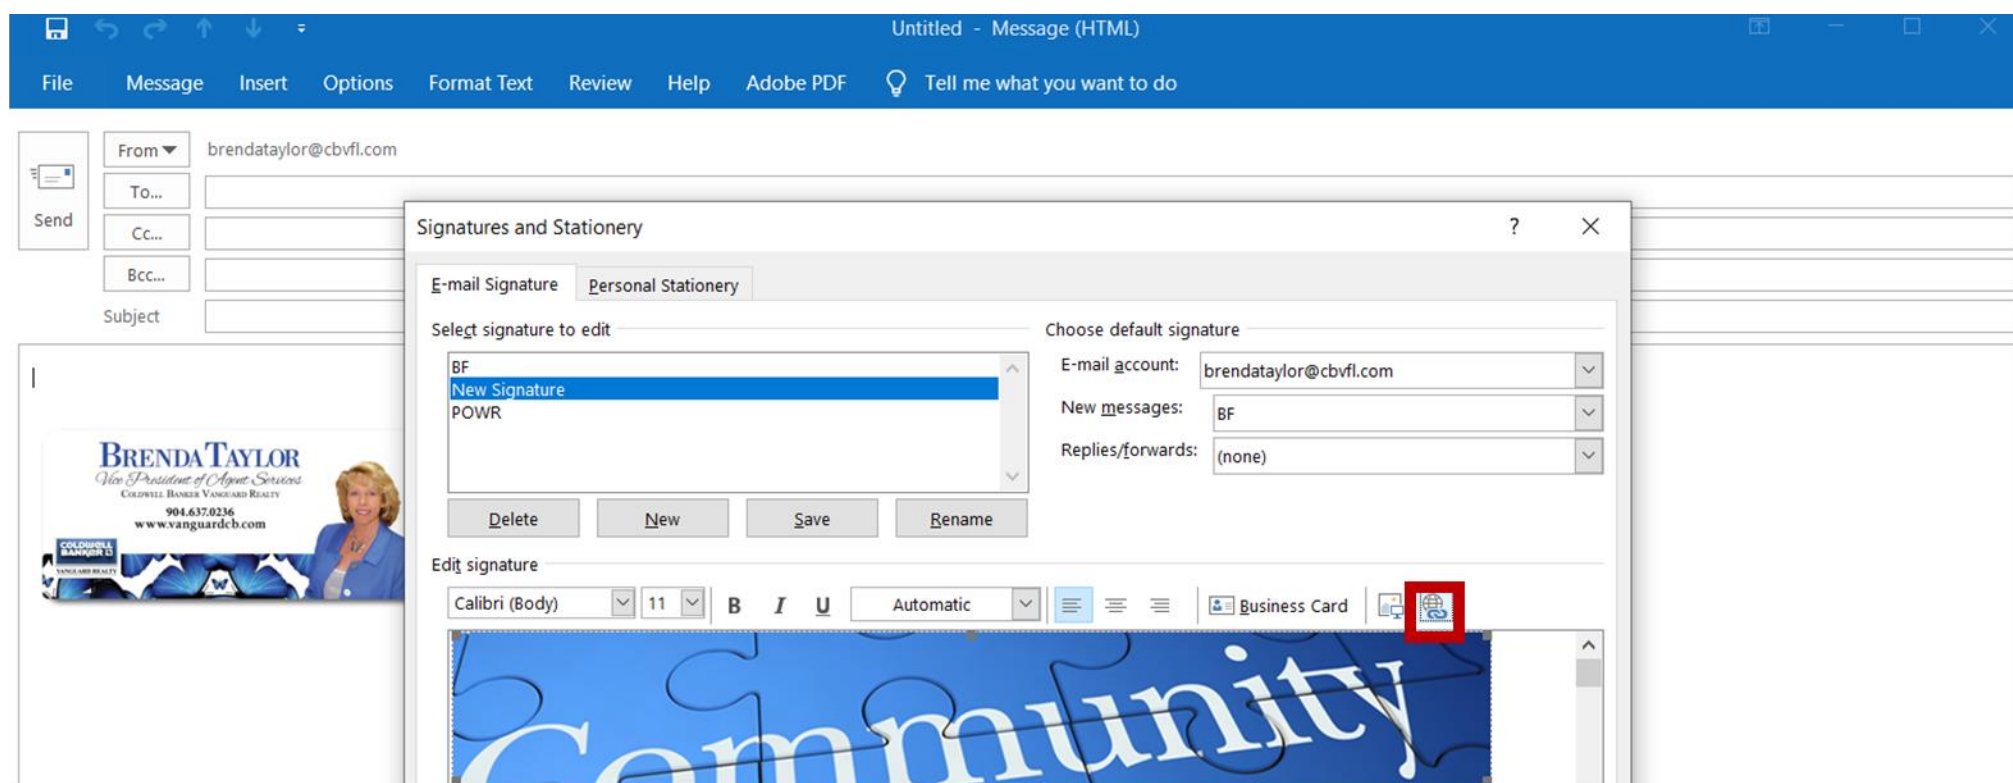 Untitled - Message (HTML)
File Message Insert Options Format Text Review Help Adobe PDF Tell me what you want to do
From brendataylor@cbvfl.com
To...
Send
Cc...
Bcc...
Subject
BRENDA TAYLOR
Vice President of Agent Services
COLDWELL BANKER VANGUARD REALTY
904.637.0236
www.vanguardcb.com
COLDWELL
BANKER
VANGUARD REALTY
Signatures and Stationery ?
E-mail Signature Personal Stationery
Select signature to edit
BF
New Signature
POWR
Delete New Save Rename
Choose default signature
E-mail account: brendataylor@cbvfl.com
New messages: BF
Replies/forwards: (none)
Edit signature
Calibri (Body) 11 B I U Automatic Business Card
Community